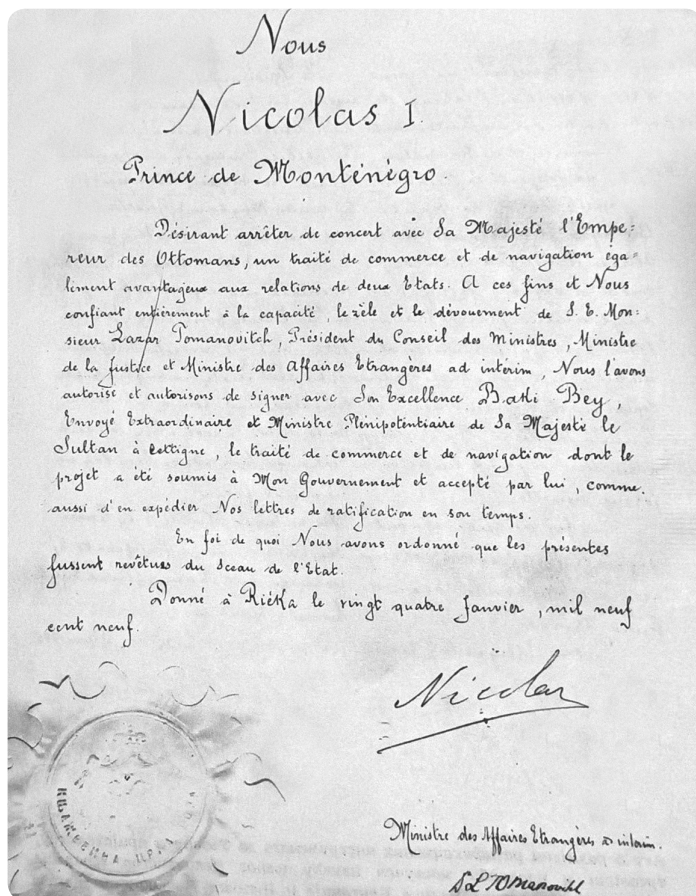 Nous
Nicolas I.
Prince de Monténégro.
Désirant arrêter de concert avec Sa Majesté l'Empe-
reur des Ottomans, un traité de commerce et de navigation éga-
lement avantageux aux relations de deux Etats. A ces fins et Nous
confiant entièrement à la capacité, le zèle et le dévouement de S. E. Mon-
sieur Lazar Tomanovitch, Président du Conseil des Ministres, Ministre
de la Justice et Ministre des Affaires Etrangères ad intérim, Nous l'avons
autorisé et autorisons de signer avec Son Excellence Baki Bey,
Envoyé Extraordinaire et Ministre Plénipotentiaire de Sa Majesté le
Sultan à Cettigne, le traité de commerce et de navigation dont le
projet a été soumis à Mon Gouvernement et accepté par lui, comme
aussi d'en expédier Nos lettres de ratification en son temps.
En foi de quoi Nous avons ordonné que les présentes
fussent revêtues du Sceau de l'Etat.
Donné à Riéka le vingt quatre Janvier, mil neuf
cent neuf.
Nicolas
Ministre des Affaires Etrangères ad intérim.